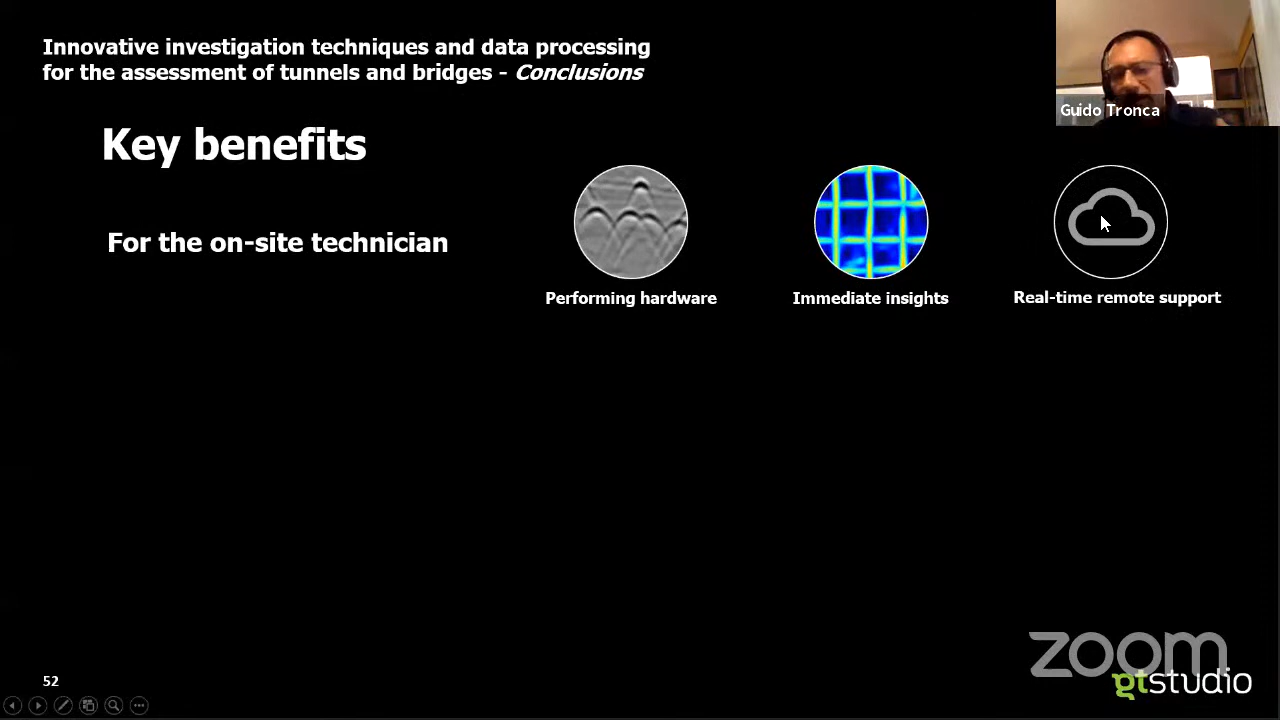 Innovative investigation techniques and data processing
for the assessment of tunnels and bridges - Conclusions
Guido Tronca
Key benefits
For the on-site technician
Performing hardware
Immediate insights
Real-time remote support
zoom
gtstudio
52